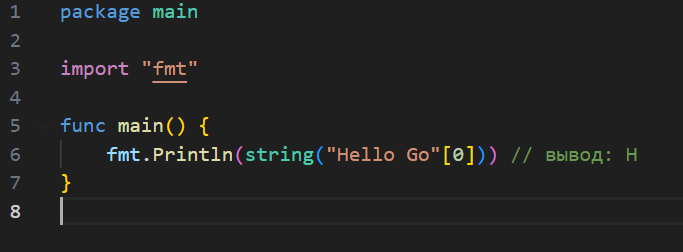 1 package main
2
3 import "fmt"
4
5 func main() {
6     fmt.Println(string("Hello Go"[0])) // вывод: H
7 }
8